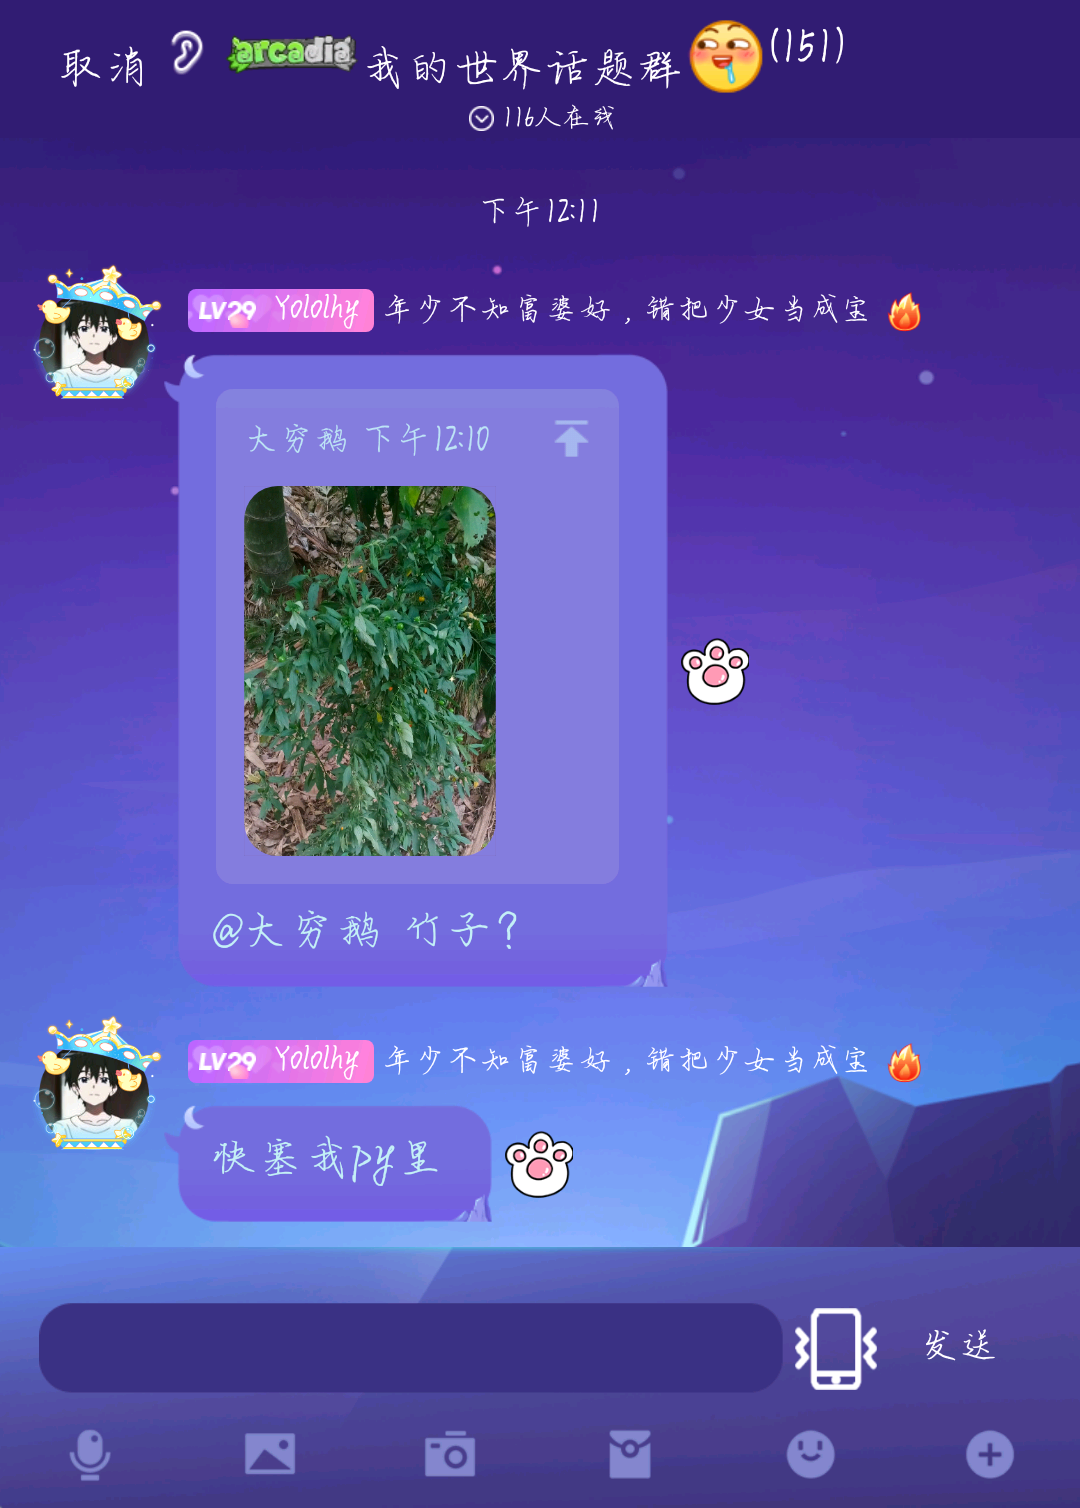 取消 arcadia 我的世界话题群 (151)
116人在线
下午12:11
LV29 Yololhy 年少不知富婆好，错把少女当成宝
大穷鹅 下午12:10
@大穷鹅 竹子？
LV29 Yololhy 年少不知富婆好，错把少女当成宝
快塞我py里
发送